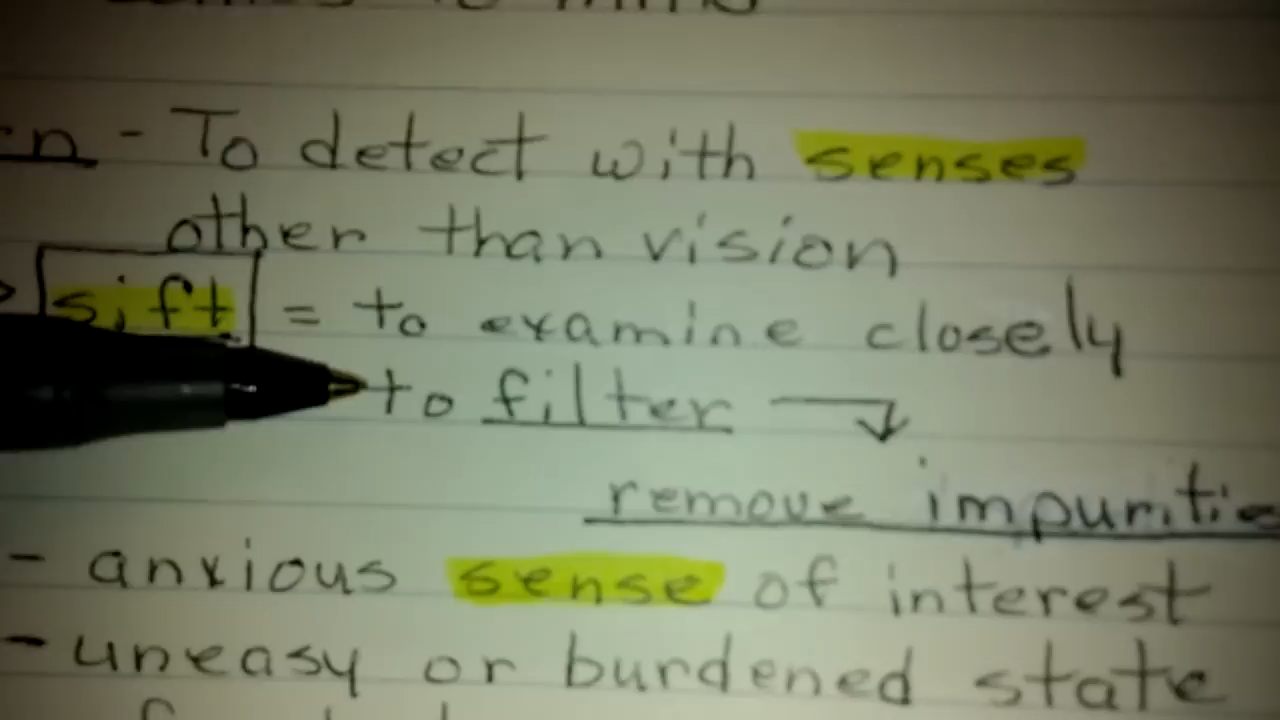 - To detect with senses
other than vision
> sift = to examine closely
to filter
remove
- anxious sense of interest
- uneasy or burdened state